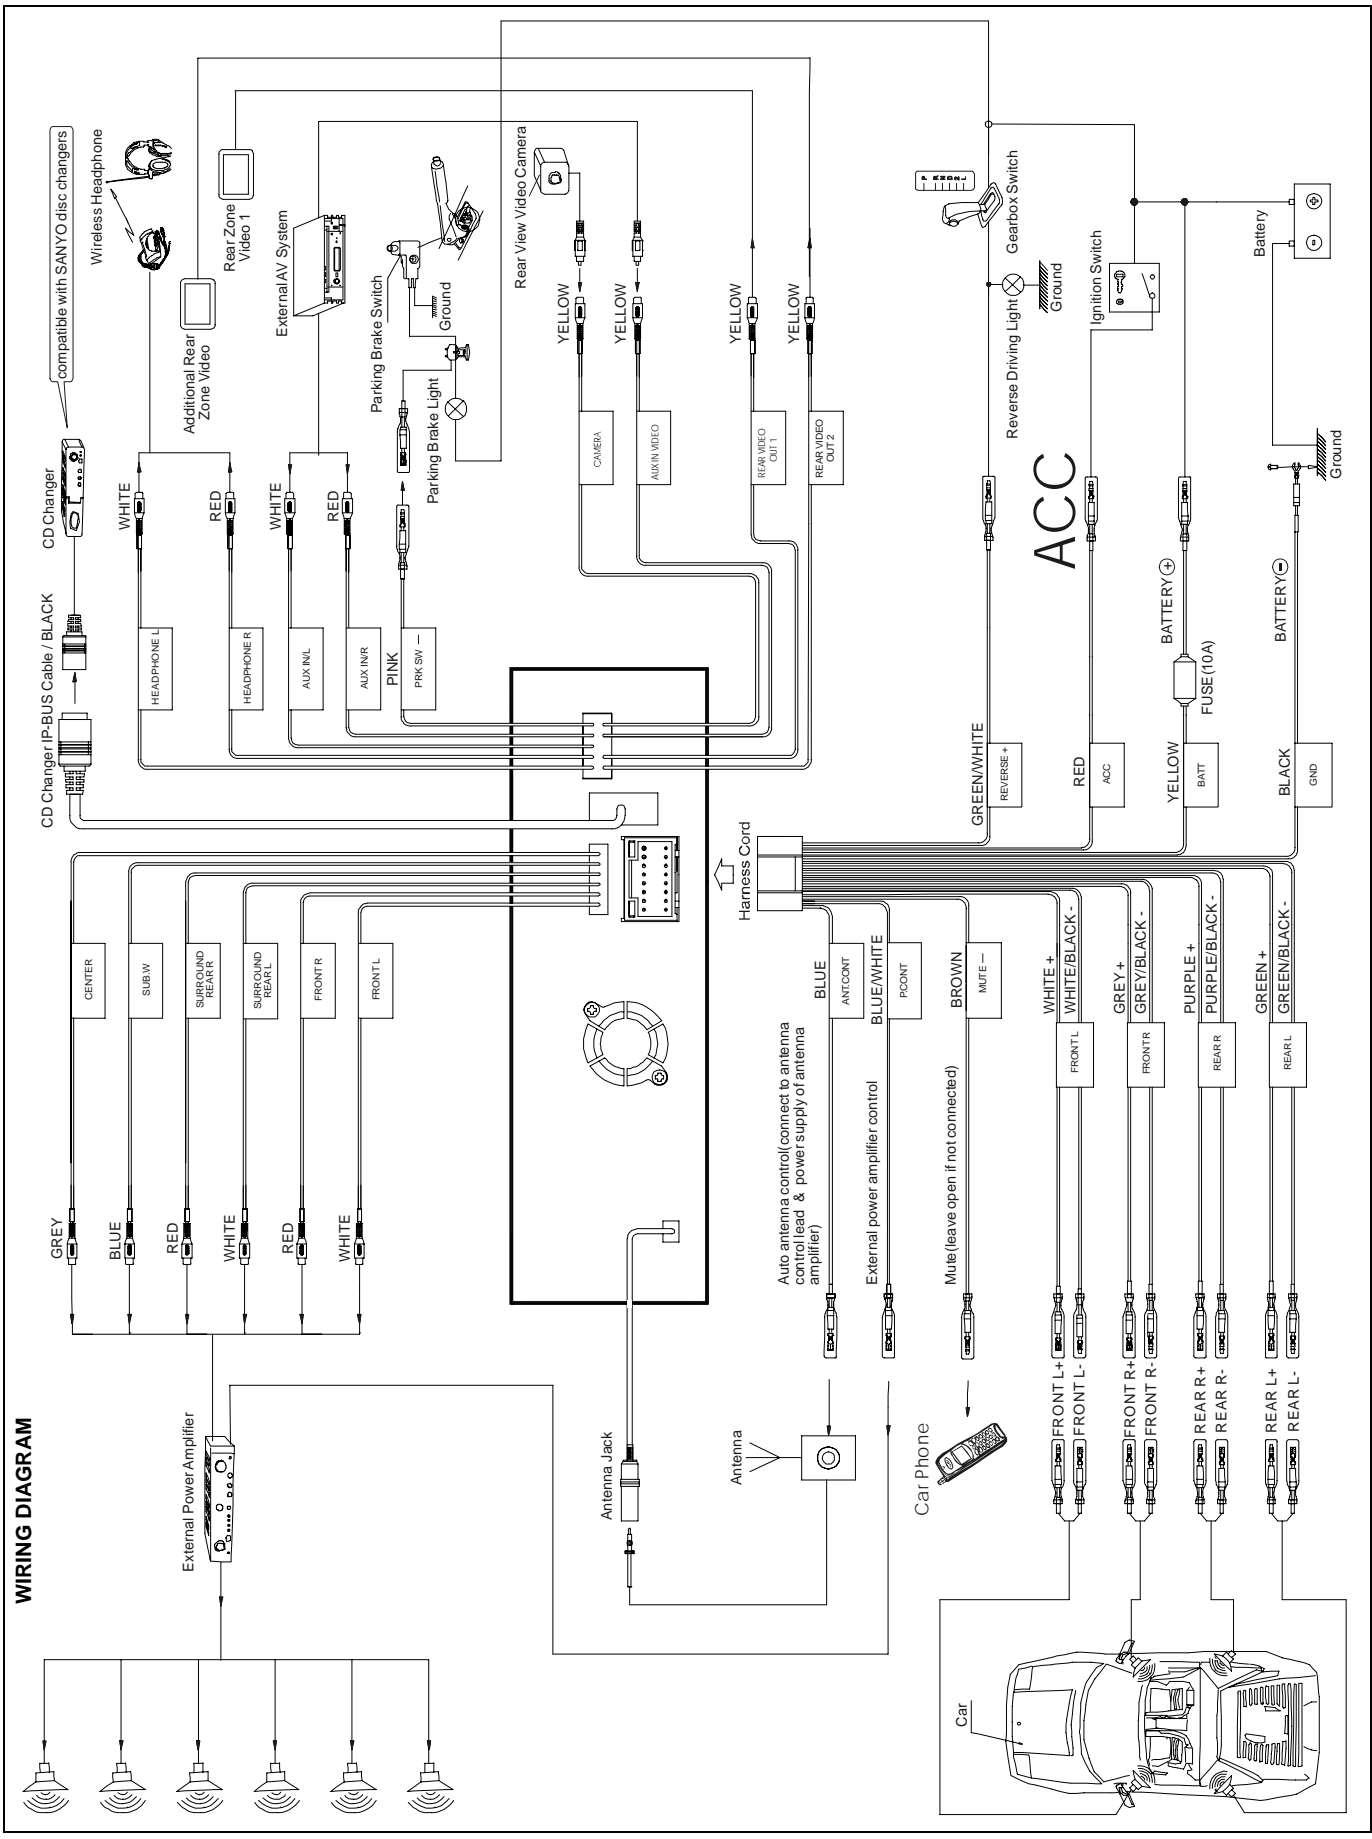 WIRING DIAGRAM
External Power Amplifier
GREY
BLUE
RED
WHITE
RED
WHITE
CENTER
SUB.W
SURROUND
REAR R
SURROUND
REAR L
FRONT R
FRONT L
CD Changer IP-BUS Cable / BLACK
CD Changer
compatible with SANYO disc changers
Wireless Headphone
Additional Rear
Zone Video
Rear Zone
Video 1
External AV System
Parking Brake Switch
Ground
Parking Brake Light
Rear View Video Camera
WHITE
RED
WHITE
RED
PINK
HEADPHONE L
HEADPHONE R
AUX IN/L
AUX IN/R
PRK SW —
YELLOW
YELLOW
YELLOW
YELLOW
CAMERA
AUX IN VIDEO
REAR VIDEO
OUT 1
REAR VIDEO
OUT 2
Antenna Jack
Antenna
Harness Cord
BLUE
ANT.CONT
Auto antenna control(connect to antenna
control lead & power supply of antenna
amplifier)
BLUE/WHITE
P.CONT
External power amplifier control
BROWN
MUTE —
Mute(leave open if not connected)
Car Phone
WHITE +
WHITE/BLACK -
FRONT L
FRONT L+
FRONT L-
GREY +
GREY/BLACK -
FRONT R
FRONT R+
FRONT R-
PURPLE +
PURPLE/BLACK -
REAR R
REAR R+
REAR R-
GREEN +
GREEN/BLACK -
REAR L
REAR L+
REAR L-
Car
GREEN/WHITE
REVERSE +
Reverse Driving Light
Ground
Gearbox Switch
P R N D 2 L
RED
ACC
ACC
Ignition Switch
YELLOW
BATT
FUSE(10A)
BATTERY +
BLACK
GND
BATTERY -
Ground
Battery
- +